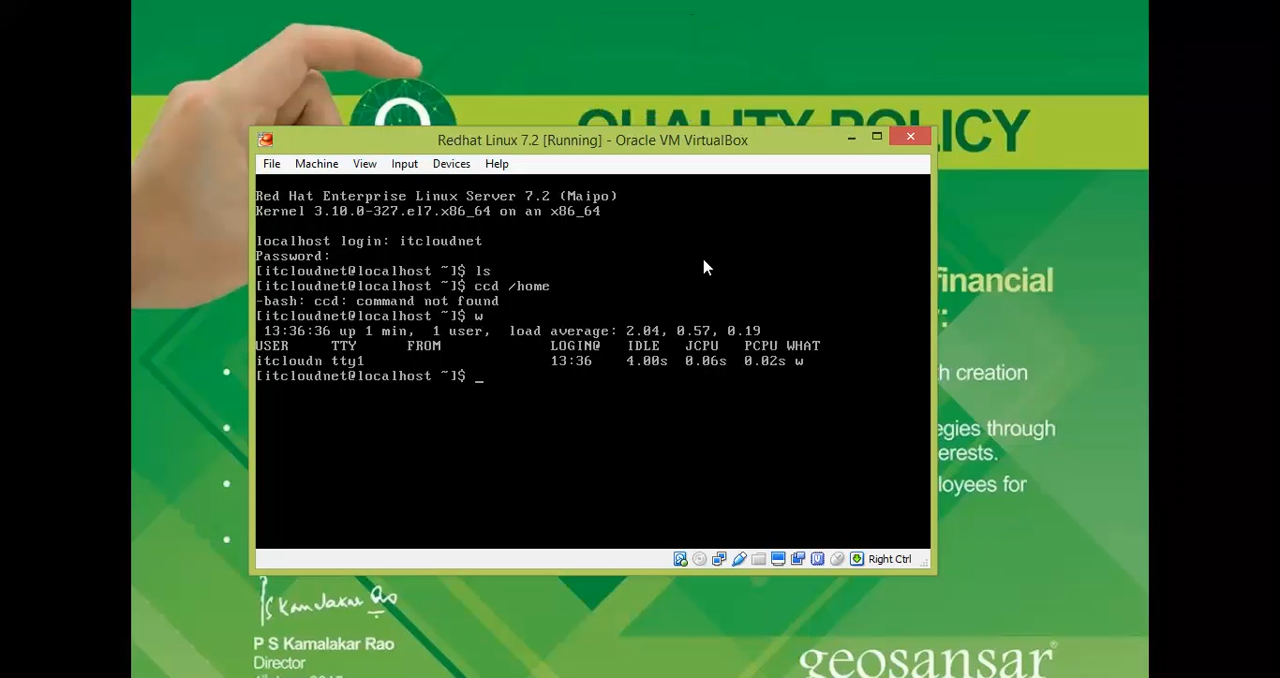 QUALITY POLICY
Redhat Linux 7.2 [Running] - Oracle VM VirtualBox
File Machine View Input Devices Help
Red Hat Enterprise Linux Server 7.2 (Maipo)
Kernel 3.10.0-327.el7.x86_64 on an x86_64
localhost login: itcloudnet
Password:
[itcloudnet@localhost ~]$ ls
[itcloudnet@localhost ~]$ ccd /home
-bash: ccd: command not found
[itcloudnet@localhost ~]$ w
13:36:36 up 1 min, 1 user, load average: 2.04, 0.57, 0.19
USER TTY FROM LOGIN@ IDLE JCPU PCPU WHAT
itcloudn tty1 13:36 4.00s 0.06s 0.02s w
[itcloudnet@localhost ~]$ _
financial
creation
through
for
Right Ctrl
P S Kamalakar Rao
Director
geosansar